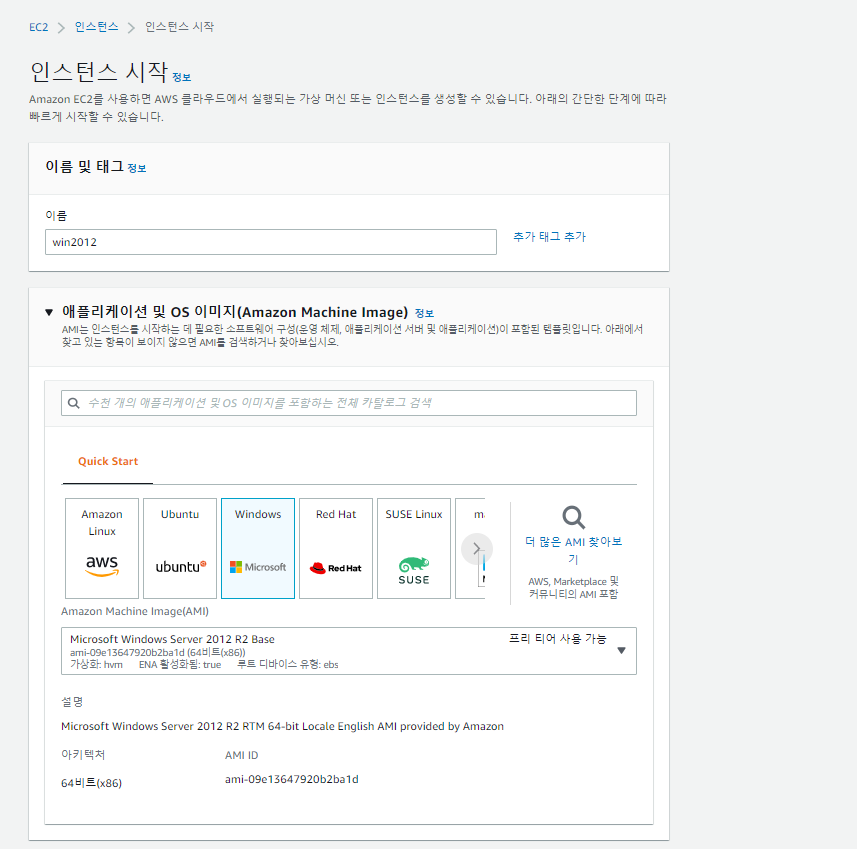 EC2 > 인스턴스 > 인스턴스 시작
인스턴스 시작 정보
Amazon EC2를 사용하면 AWS 클라우드에서 실행되는 가상 머신 또는 인스턴스를 생성할 수 있습니다. 아래의 간단한 단계에 따라
빠르게 시작할 수 있습니다.
이름 및 태그 정보
이름
win2012
추가 태그 추가
애플리케이션 및 OS 이미지(Amazon Machine Image) 정보
AMI는 인스턴스를 시작하는 데 필요한 소프트웨어 구성(운영 체제, 애플리케이션 서버 및 애플리케이션)이 포함된 템플릿입니다. 아래에서
찾고 있는 항목이 보이지 않으면 AMI를 검색하거나 찾아보십시오.
수천 개의 애플리케이션 및 OS 이미지를 포함하는 전체 카탈로그 검색
Quick Start
Amazon
Linux
aws
Ubuntu
ubuntu
Windows
Microsoft
Red Hat
Red Hat
SUSE Linux
SUSE
더 많은 AMI 찾아보
기
AWS, Marketplace 및
커뮤니티의 AMI 포함
Amazon Machine Image(AMI)
Microsoft Windows Server 2012 R2 Base
프리 티어 사용 가능
ami-09e13647920b2ba1d (64비트(x86))
가상화: hvm ENA 활성화됨: true 루트 디바이스 유형: ebs
설명
Microsoft Windows Server 2012 R2 RTM 64-bit Locale English AMI provided by Amazon
아키텍처
AMI ID
64비트(x86)
ami-09e13647920b2ba1d